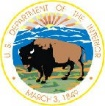 U.S. DEPARTMENT OF THE INTERIOR
MARCH 3, 1849